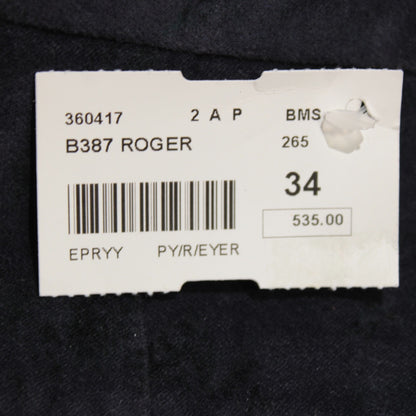 360417 2 A P BMS
B387 ROGER 265
34
535.00
EPRYY PY/R/EYER